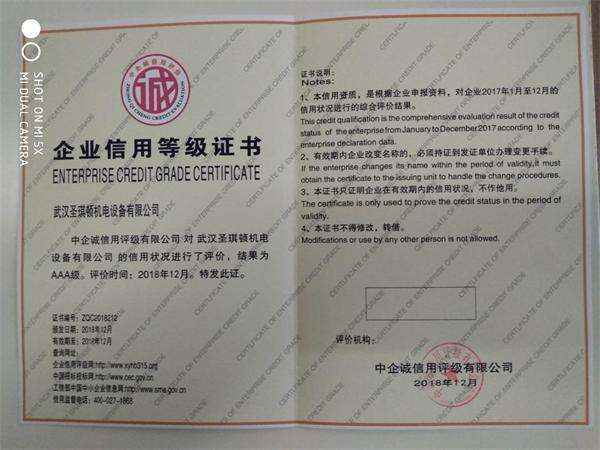 SHOT ON MI 5X
MI DUAL CAMERA
中企诚信用评价
诚
ZHONG QI CHENG CREDIT EVALUATION
企业信用等级证书
ENTERPRISE CREDIT GRADE CERTIFICATE
武汉圣琪顿机电设备有限公司
中企诚信用评级有限公司 对 武汉圣琪顿机电
设备有限公司 的信用状况进行了评价，结果为
AAA级。评价时间：2018年12月。特发此证。
证书编号：ZQC2018212
颁发日期：2018年12月
有效期至：2019年12月
查询网址：
企业信用评级网:http://www.xyhb315.org
中国招标投标网:http://www.cec.gov.cn
工信部中国中小企业信息网:http://www.sme.gov.cn
信用监督电话：400-027-1868
证书说明：
Notes:
1、本信用资质，是根据企业申报资料，对企业2017年1月至12月的
信用状况进行的综合评价结果。
This credit qualification is the comprehensive evaluation result of the credit
status of the enterprise from January to December 2017 according to the
enterprise declaration data.
2、有效期内企业改变名称的，必须持证到发证单位办理变更手续。
If the enterprise changes its name within the period of validity,it must
obtain the certificate to the issuing unit to handle the change procedures.
3、本证书只证明企业在有效期内的信用状况，不作他用。
The certificate is only used to prove the credit status in the period of
validity.
4、本证书不得修改，转借。
Modifications or use by any other person is not allowed.
评价机构：
中企诚信用评级有限公司
2018年12月